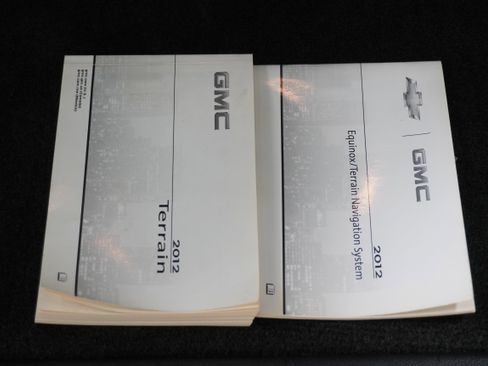 GMC
2012
Terrain
GMC
2012
Equinox/Terrain Navigation System